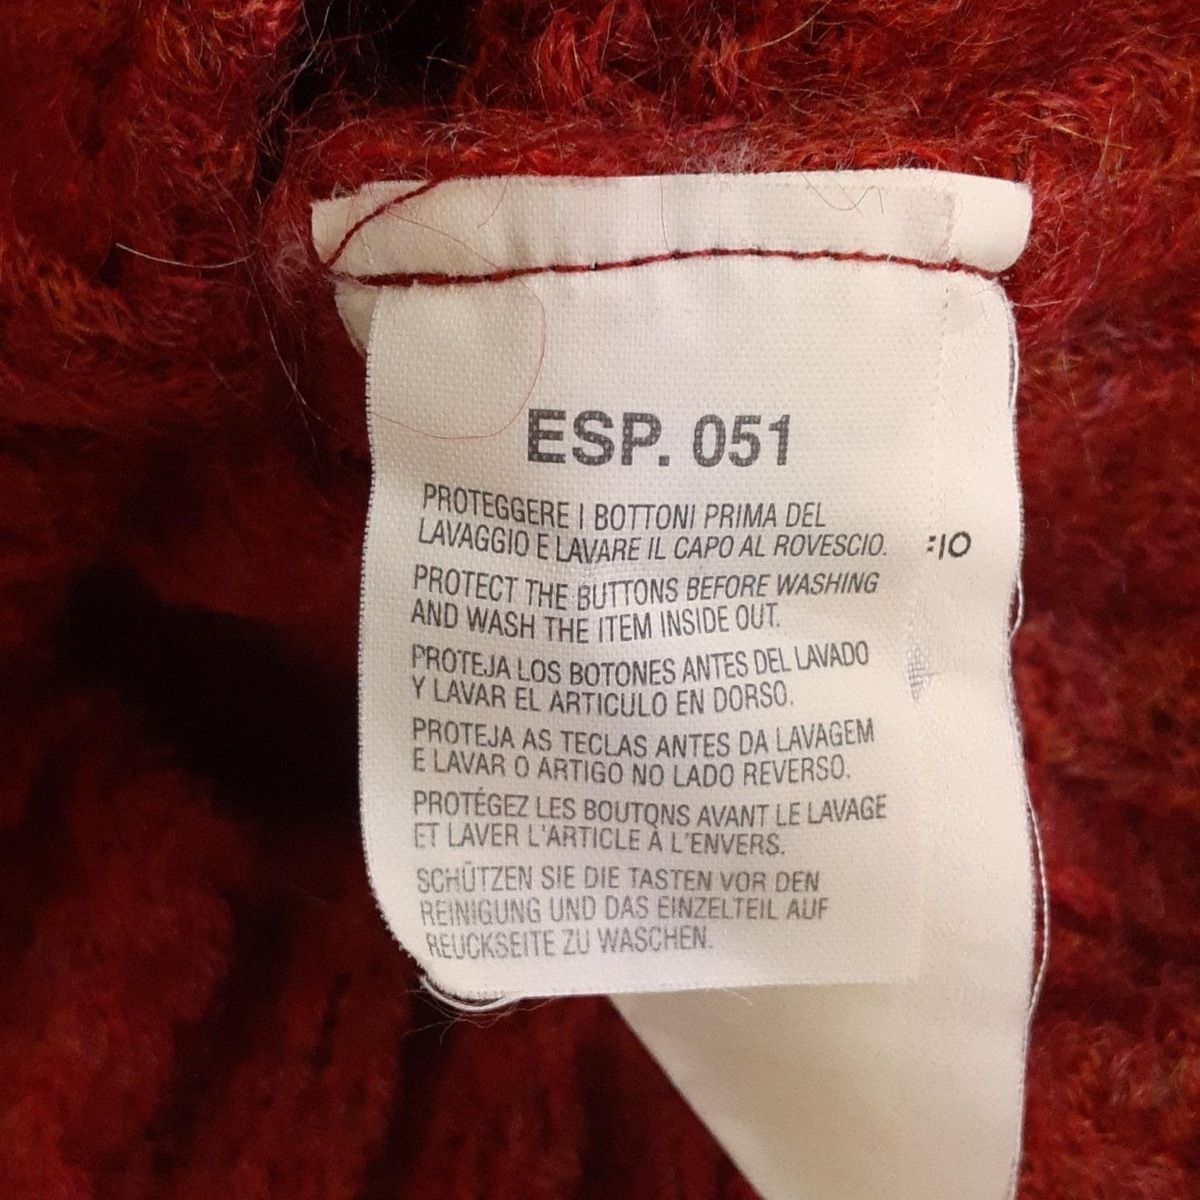 ESP. 051
PROTEGGERE I BOTTONI PRIMA DEL
LAVAGGIO E LAVARE IL CAPO AL ROVESCIO.
:10
PROTECT THE BUTTONS BEFORE WASHING
AND WASH THE ITEM INSIDE OUT.
PROTEJA LOS BOTONES ANTES DEL LAVADO
Y LAVAR EL ARTICULO EN DORSO.
PROTEJA AS TECLAS ANTES DA LAVAGEM
E LAVAR O ARTIGO NO LADO REVERSO.
PROTÉGEZ LES BOUTONS AVANT LE LAVAGE
ET LAVER L'ARTICLE À L'ENVERS.
SCHÜTZEN SIE DIE TASTEN VOR DEN
REINIGUNG UND DAS EINZELTEIL AUF
REUCKSEITE ZU WASCHEN.